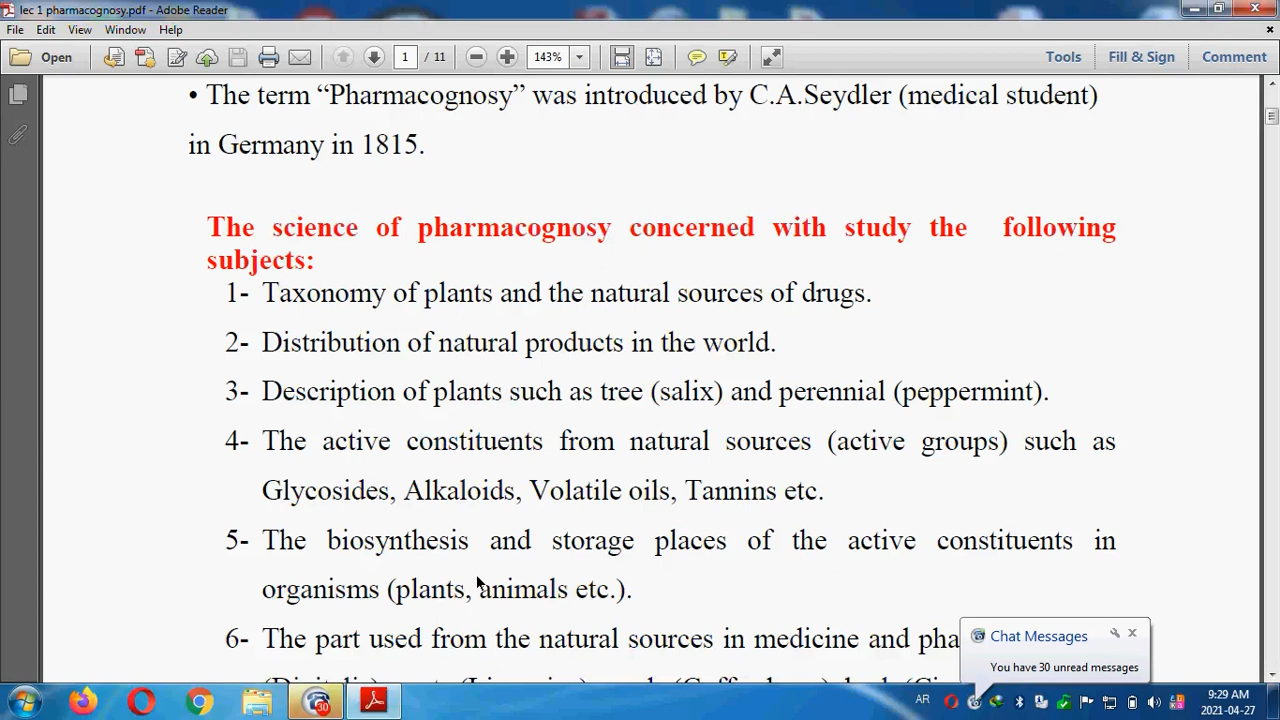 lec 1 pharmacognosy.pdf - Adobe Reader
File Edit View Window Help
Open 1 / 11 143% Tools Fill & Sign Comment
• The term “Pharmacognosy” was introduced by C.A.Seydler (medical student)
in Germany in 1815.
The science of pharmacognosy concerned with study the following
subjects:
1- Taxonomy of plants and the natural sources of drugs.
2- Distribution of natural products in the world.
3- Description of plants such as tree (salix) and perennial (peppermint).
4- The active constituents from natural sources (active groups) such as
Glycosides, Alkaloids, Volatile oils, Tannins etc.
5- The biosynthesis and storage places of the active constituents in
organisms (plants, animals etc.).
6- The part used from the natural sources in medicine and
Chat Messages
You have 30 unread messages
30
AR
9:29 AM
2021-04-27